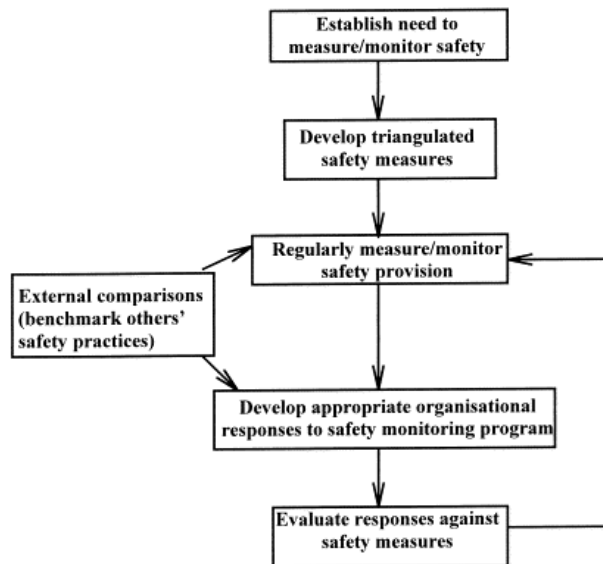 Establish need to
measure/monitor safety
Develop triangulated
safety measures
Regularly measure/monitor
safety provision
External comparisons
(benchmark others'
safety practices)
Develop appropriate organisational
responses to safety monitoring program
Evaluate responses against
safety measures